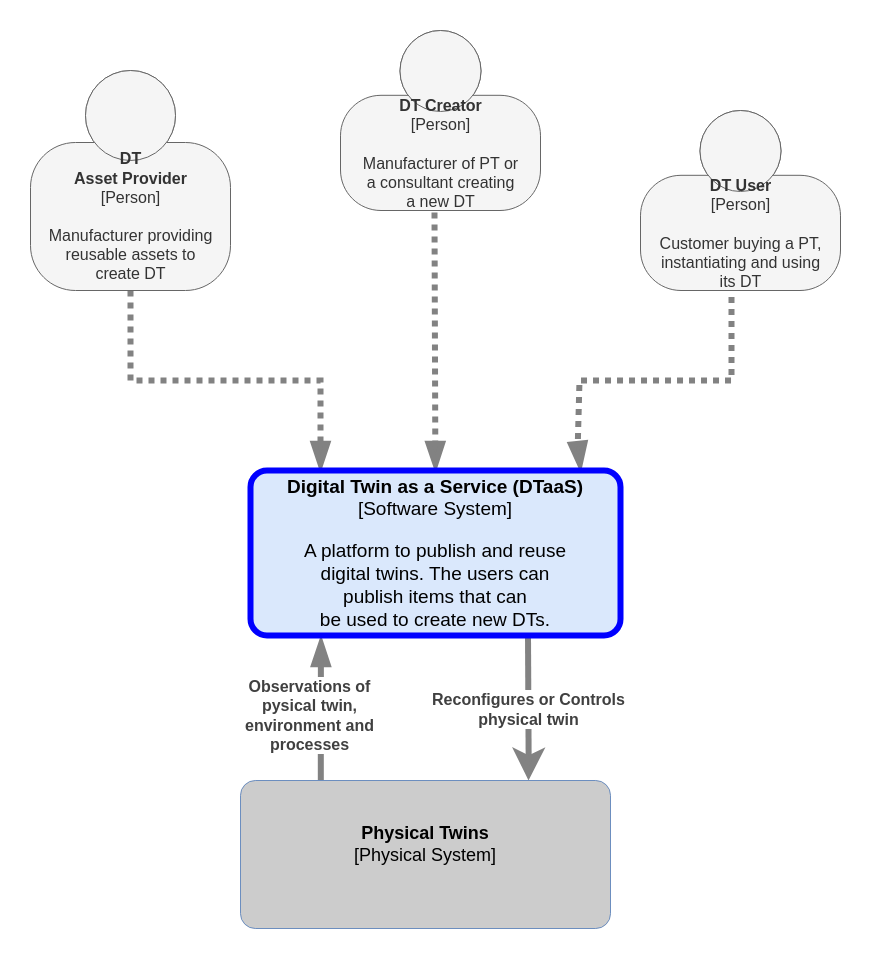 DT Creator
[Person]
Manufacturer of PT or
a consultant creating
a new DT
DT
Asset Provider
[Person]
Manufacturer providing
reusable assets to
create DT
DT User
[Person]
Customer buying a PT,
instantiating and using
its DT
Digital Twin as a Service (DTaaS)
[Software System]
A platform to publish and reuse
digital twins. The users can
publish items that can
be used to create new DTs.
Observations of
pysical twin,
environment and
processes
Reconfigures or Controls
physical twin
Physical Twins
[Physical System]